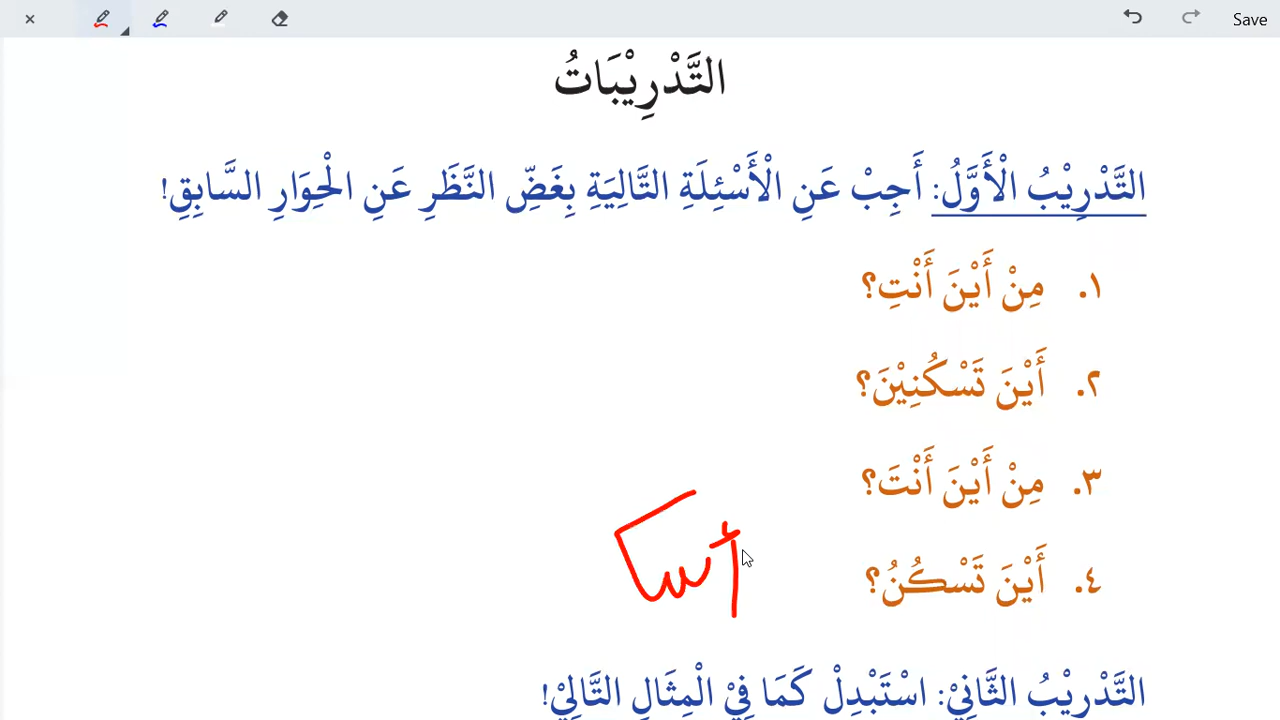 Save
التَّدْرِيْبَاتُ
التَّدْرِيْبُ الْأَوَّلُ: أَجِبْ عَنِ الْأَسْئِلَةِ التَّالِيَةِ بِغَضِّ النَّظَرِ عَنِ الْحِوَارِ السَّابِقِ!
١. مِنْ أَيْنَ أَنْتِ؟
٢. أَيْنَ تَسْكُنِيْنَ؟
٣. مِنْ أَيْنَ أَنْتَ؟
٤. أَيْنَ تَسْكُنُ؟
التَّدْرِيْبُ الثَّانِيْ: اسْتَبْدِلْ كَمَا فِيْ الْمِثَالِ التَّالِيْ!